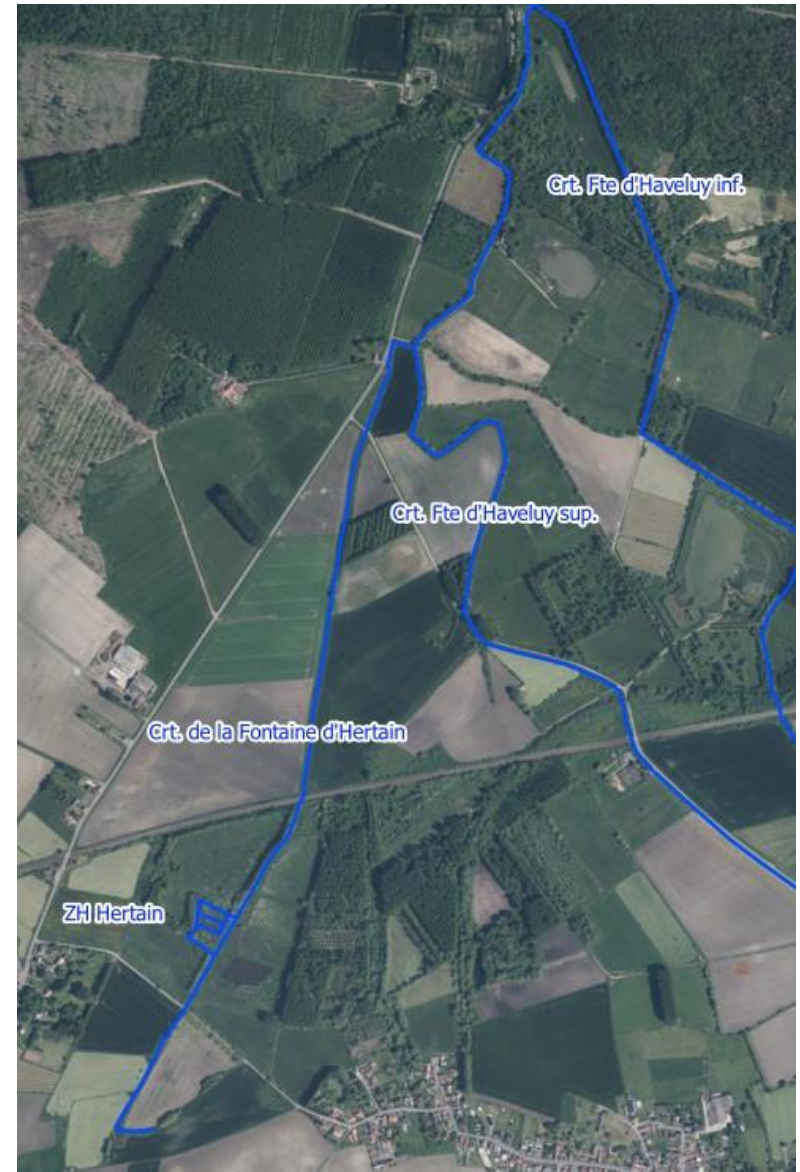 Crt. Fte d'Haveluy inf.
Crt. Fte d'Haveluy sup.
Crt. de la Fontaine d'Hertain
ZH Hertain